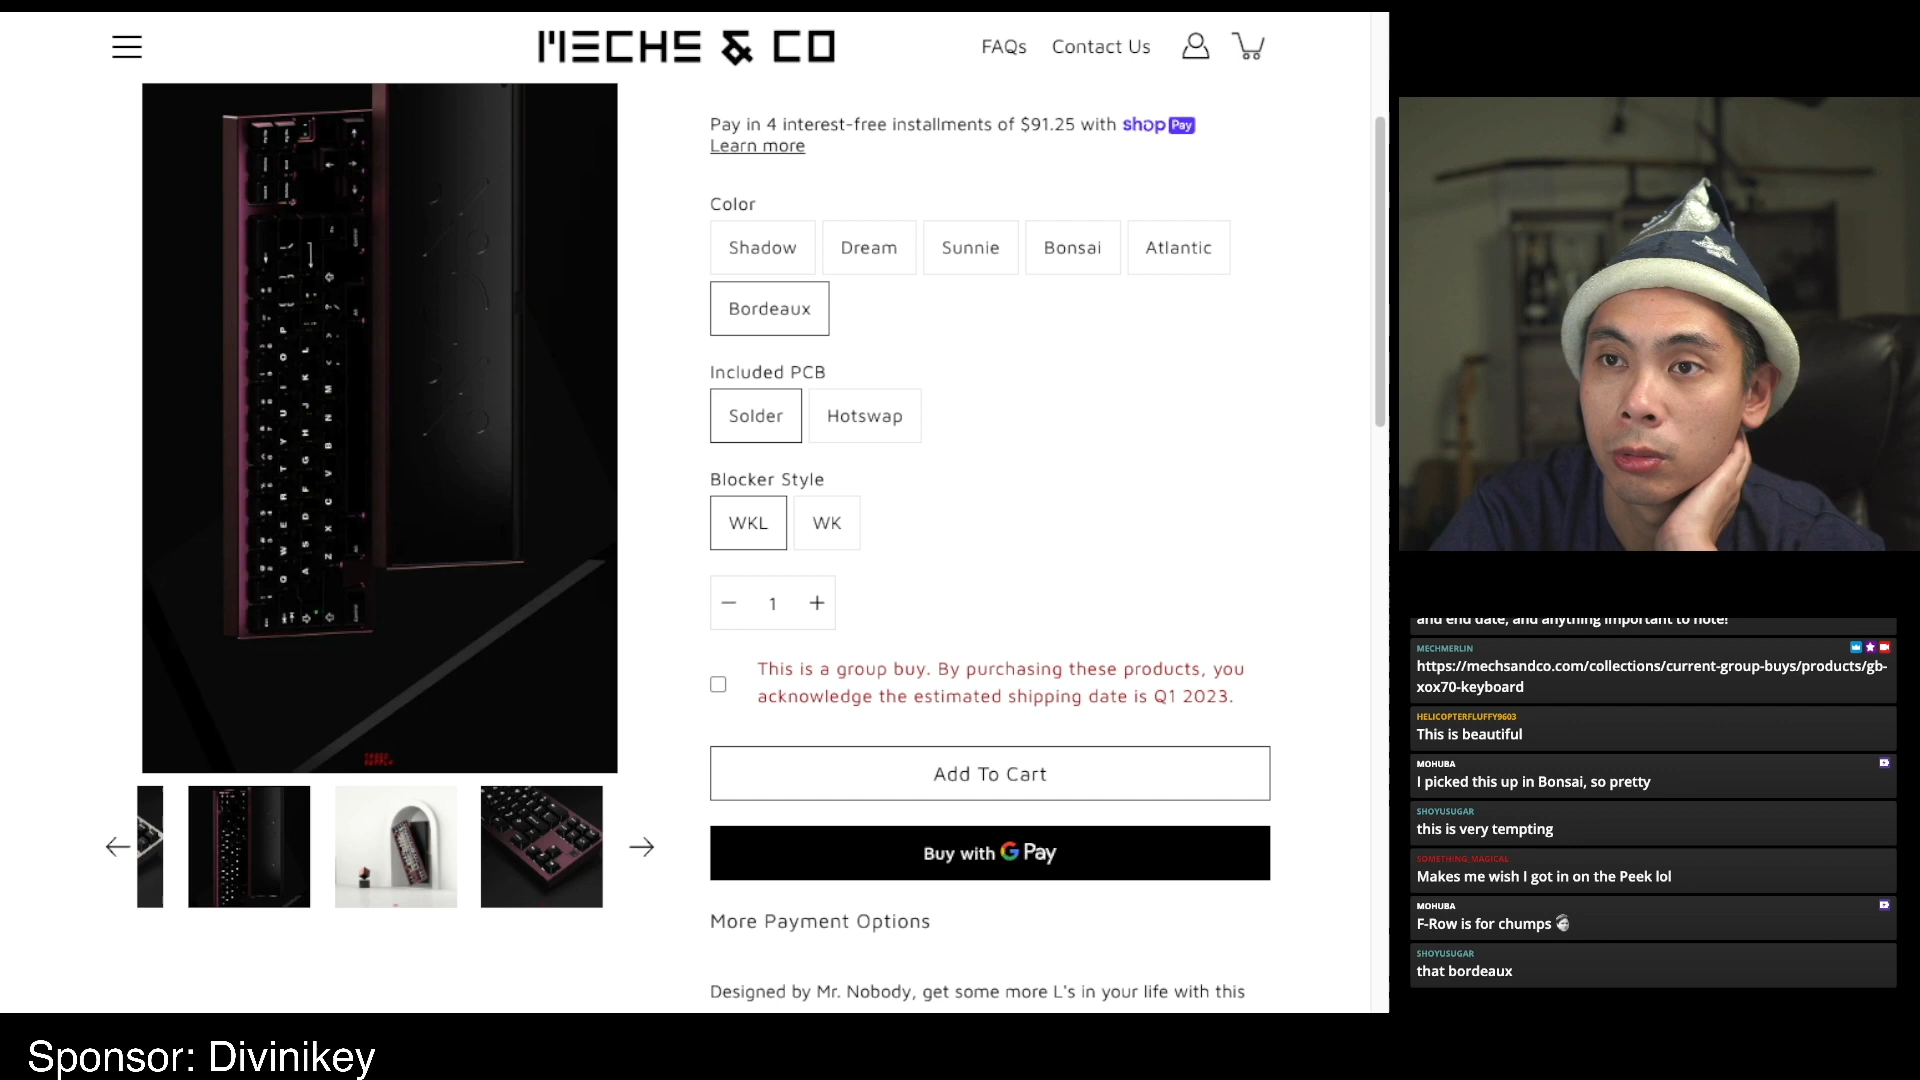 MECHS & CO
FAQs
Contact Us
Pay in 4 interest-free installments of $91.25 with shop Pay
Learn more
Color
Shadow
Dream
Sunnie
Bonsai
Atlantic
Bordeaux
Included PCB
Solder
Hotswap
Blocker Style
WKL
WK
− 1 +
This is a group buy. By purchasing these products, you
acknowledge the estimated shipping date is Q1 2023.
Add To Cart
Buy with G Pay
More Payment Options
Designed by Mr. Nobody, get some more L's in your life with this
and end date, and anything important to note!
MECHMERLIN
https://mechsandco.com/collections/current-group-buys/products/gb-
xox70-keyboard
HELICOPTERFLUFFY9603
This is beautiful
MOHUBA
I picked this up in Bonsai, so pretty
SHOYUSUGAR
this is very tempting
SOMETHING_MAGICAL
Makes me wish I got in on the Peek lol
MOHUBA
F-Row is for chumps
SHOYUSUGAR
that bordeaux
Sponsor: Divinikey